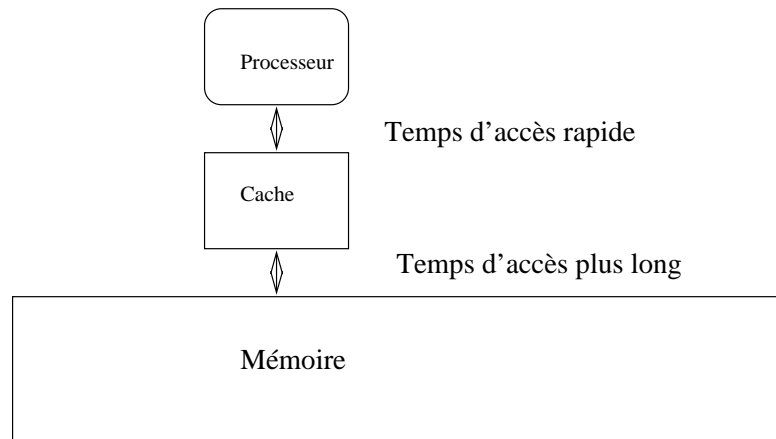 Processeur
Temps d'accès rapide
Cache
Temps d'accès plus long
Mémoire